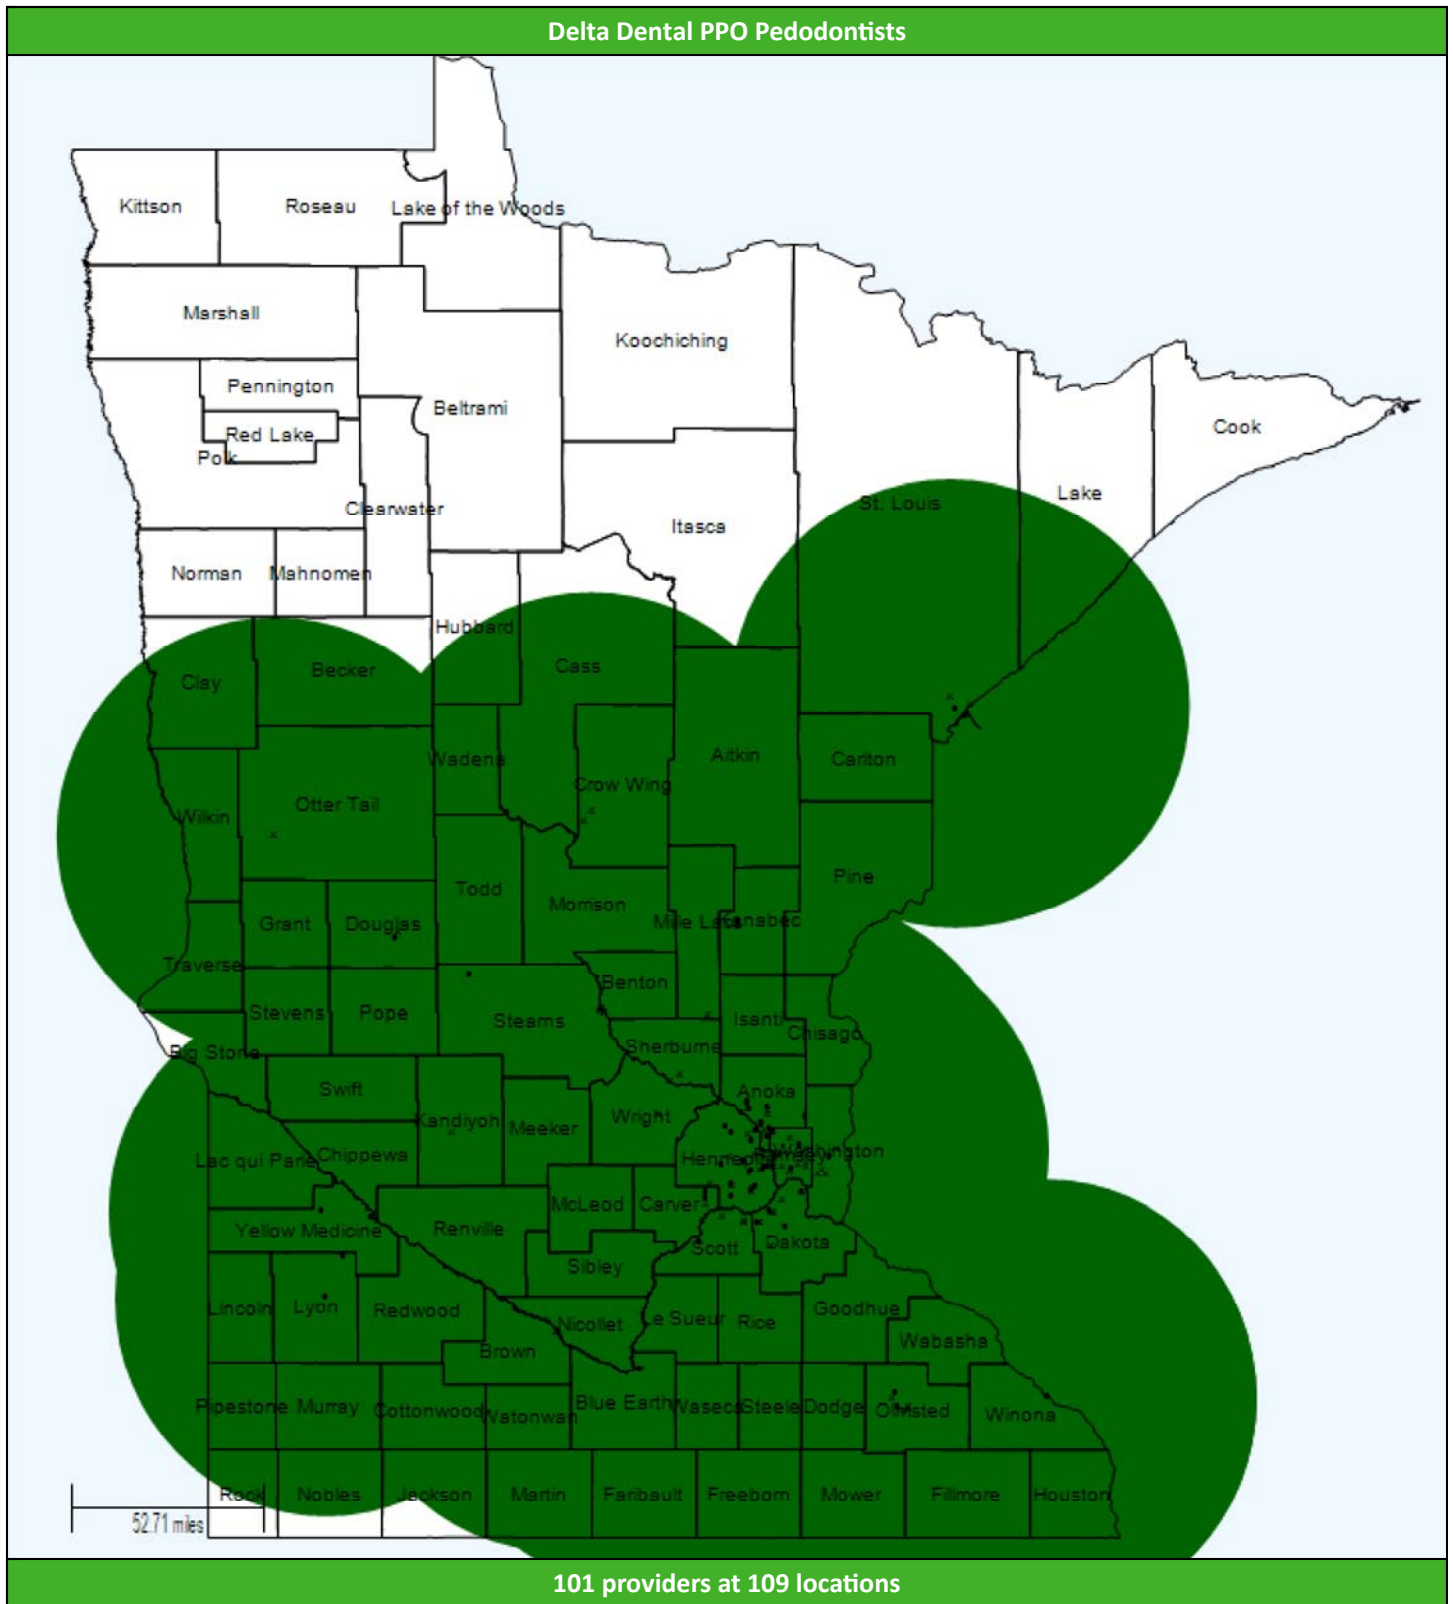 Delta Dental PPO Pedodontists
Kittson
Roseau
Lake of the Woods
Marshall
Koochiching
Pennington
Beltrami
Red Lake
Polk
Cook
Clearwater
St. Louis
Lake
Itasca
Norman
Mahnomen
Hubbard
Cass
Becker
Clay
Wadena
Aitkin
Carlton
Crow Wing
Otter Tail
Wilkin
Pine
Todd
Morrison
Grant
Douglas
Mille Lacs
Kanabec
Traverse
Benton
Stevens
Pope
Stearns
Isanti
Chisago
Big Stone
Sherburne
Swift
Anoka
Kandiyohi
Wright
Meeker
Lac qui Parle
Chippewa
Hennepin
Washington
McLeod
Carver
Yellow Medicine
Renville
Scott
Dakota
Sibley
Lincoln
Lyon
Redwood
Nicollet
Le Sueur
Rice
Goodhue
Wabasha
Brown
Pipestone
Murray
Cottonwood
Watonwan
Blue Earth
Waseca
Steele
Dodge
Olmsted
Winona
Rock
Nobles
Jackson
Martin
Faribault
Freeborn
Mower
Fillmore
Houston
52.71 miles
101 providers at 109 locations